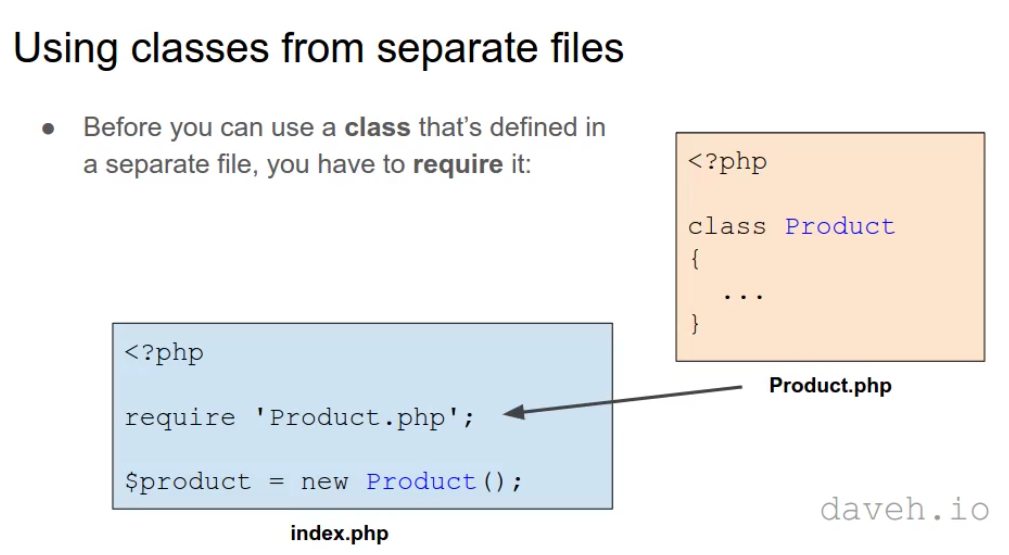 Using classes from separate files
● Before you can use a class that's defined in
a separate file, you have to require it:
<?php
class Product
{
...
}
Product.php
<?php
require 'Product.php';
$product = new Product();
index.php
daveh.io